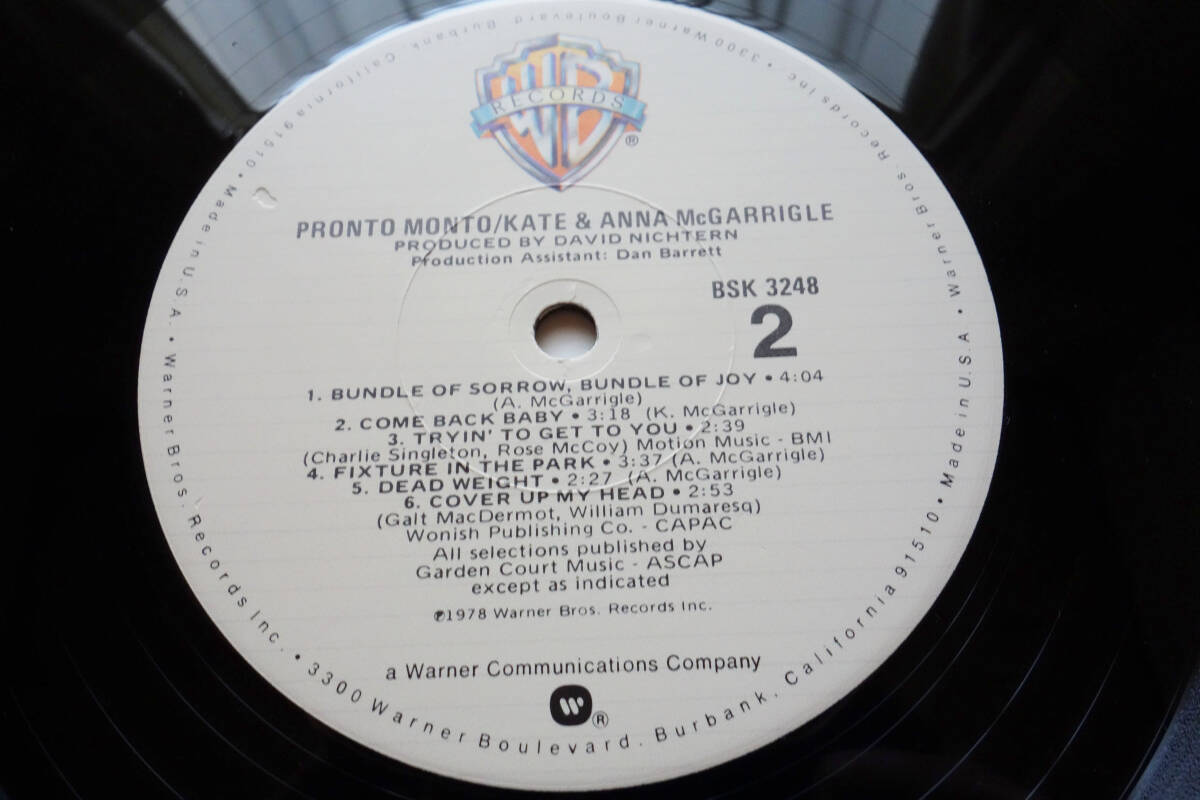 WB
RECORDS
®
PRONTO MONTO/KATE & ANNA McGARRIGLE
PRODUCED BY DAVID NICHTERN
Production Assistant: Dan Barrett
BSK 3248
2
1. BUNDLE OF SORROW, BUNDLE OF JOY • 4:04
(A. McGarrigle)
2. COME BACK BABY • 3:18 (K. McGarrigle)
3. TRYIN' TO GET TO YOU • 2:39
(Charlie Singleton, Rose McCoy) Motion Music - BMI
4. FIXTURE IN THE PARK • 3:37 (A. McGarrigle)
5. DEAD WEIGHT • 2:27 (A. McGarrigle)
6. COVER UP MY HEAD • 2:53
(Galt MacDermot, William Dumaresq)
Wonish Publishing Co. - CAPAC
All selections published by
Garden Court Music - ASCAP
except as indicated
℗1978 Warner Bros. Records Inc.
a Warner Communications Company
W ®
Warner Bros. Records Inc. • 3300 Warner Boulevard, Burbank, California 91510 • Made in U.S.A. • Warner Bros. Records Inc. • 3300 Warner Boulevard, Burbank, California 91510 • Made in U.S.A. •